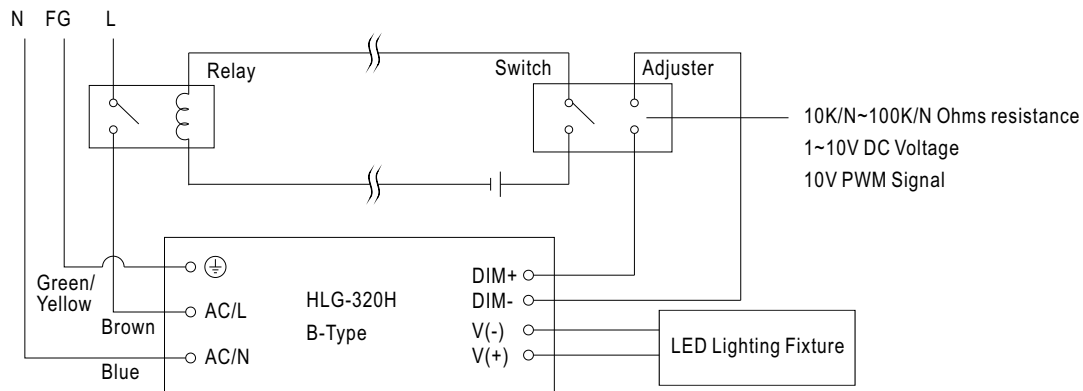 N FG L
Relay
Switch
Adjuster
10K/N~100K/N Ohms resistance
1~10V DC Voltage
10V PWM Signal
Green/
Yellow
Brown
Blue
AC/L
AC/N
HLG-320H
B-Type
DIM+
DIM-
V(-)
V(+)
LED Lighting Fixture